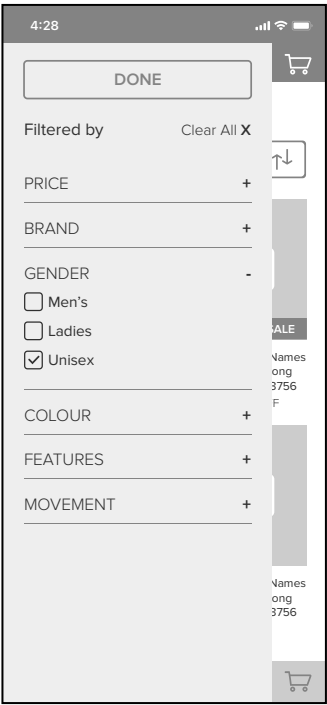 4:28
DONE
Filtered by Clear All X
PRICE +
BRAND +
GENDER -
Men's
Ladies
Unisex
COLOUR +
FEATURES +
MOVEMENT +
ALE
Names
ong
3756
F
Names
ong
3756